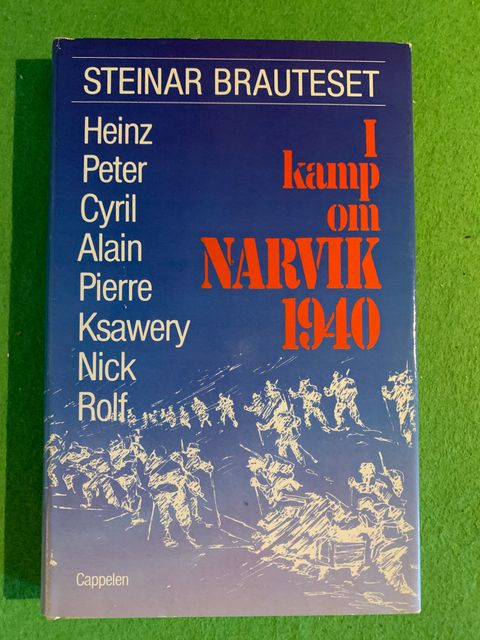 STEINAR BRAUTESET
Heinz
Peter
Cyril
Alain
Pierre
Ksawery
Nick
Rolf
I
kamp
om
NARVIK
1940
Cappelen